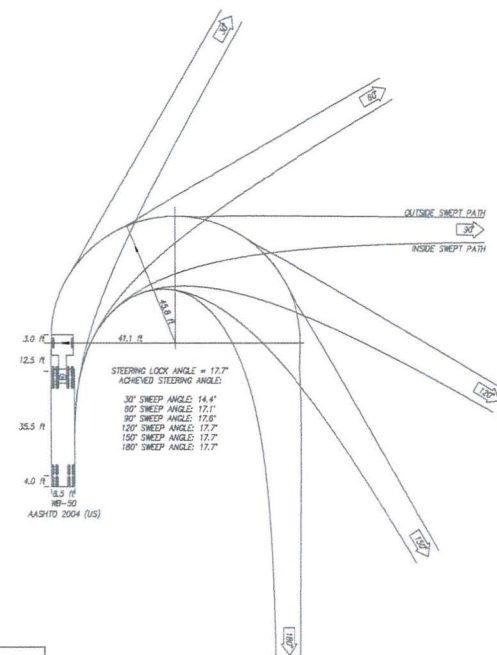 30°
60°
OUTSIDE SWEPT PATH
90°
INSIDE SWEPT PATH
45.8 ft
3.0 ft
41.1 ft
12.5 ft
STEERING LOCK ANGLE = 17.7°
ACHIEVED STEERING ANGLE:
30° SWEEP ANGLE: 14.4°
60° SWEEP ANGLE: 17.1°
90° SWEEP ANGLE: 17.6°
120° SWEEP ANGLE: 17.7°
150° SWEEP ANGLE: 17.7°
180° SWEEP ANGLE: 17.7°
120°
35.5 ft
4.0 ft
8.5 ft
WB-50
AASHTO 2004 (US)
150°
180°